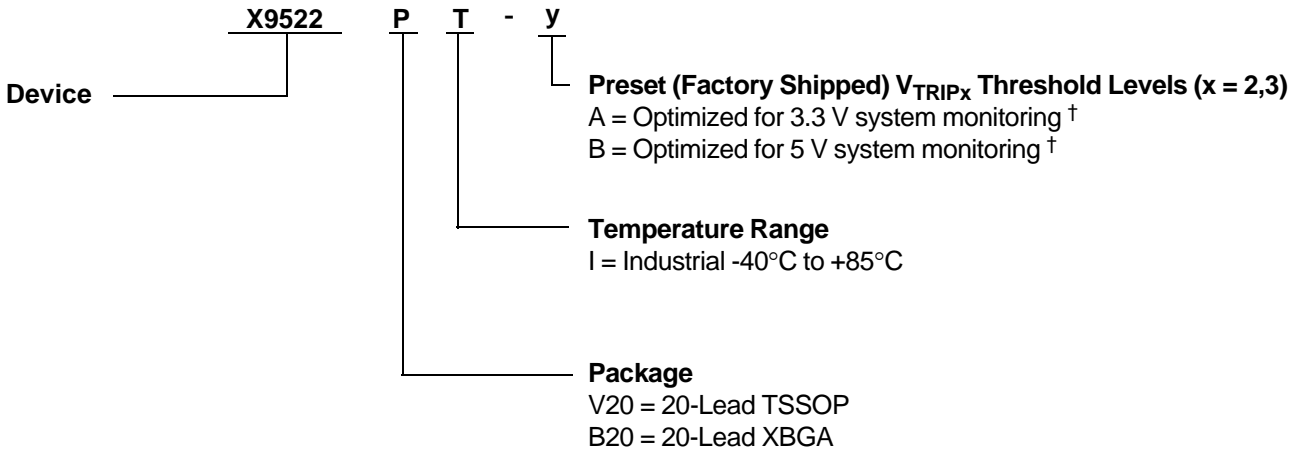 X9522 P T - y
Device
Preset (Factory Shipped) VTRIPx Threshold Levels (x = 2,3)
A = Optimized for 3.3 V system monitoring †
B = Optimized for 5 V system monitoring †
Temperature Range
I = Industrial -40°C to +85°C
Package
V20 = 20-Lead TSSOP
B20 = 20-Lead XBGA